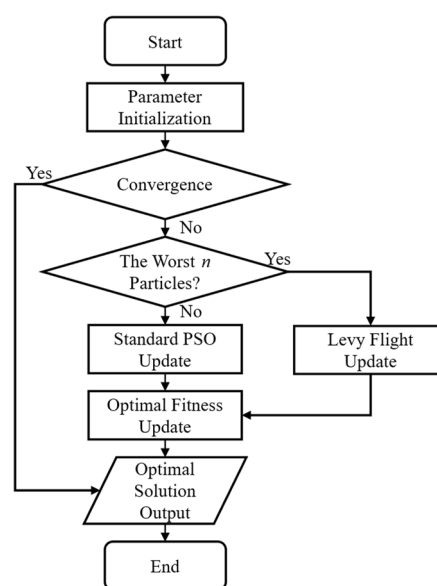 Start
Parameter
Initialization
Yes
Convergence
No
The Worst n
Particles?
Yes
No
Standard PSO
Update
Levy Flight
Update
Optimal Fitness
Update
Optimal
Solution
Output
End